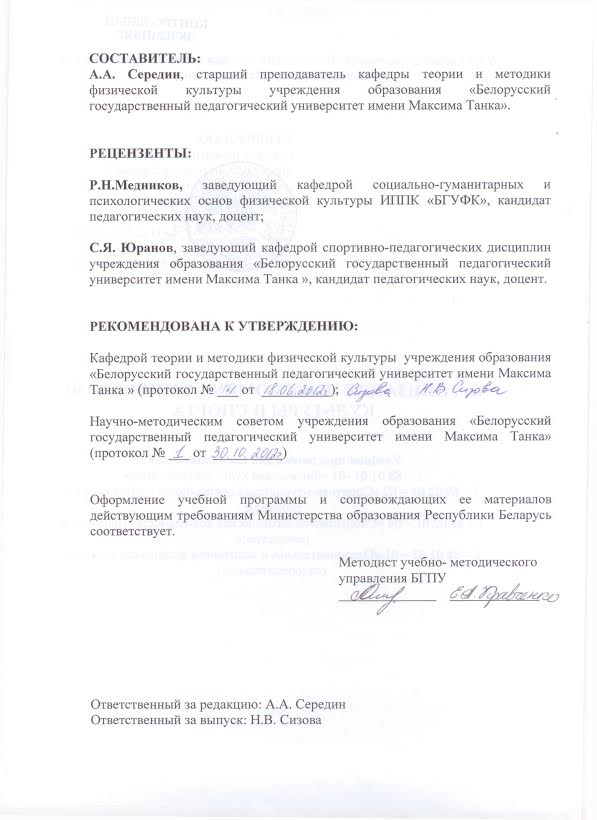 СОСТАВИТЕЛЬ:
А.А. Середин, старший преподаватель кафедры теории и методики
физической культуры учреждения образования «Белорусский
государственный педагогический университет имени Максима Танка».
РЕЦЕНЗЕНТЫ:
Р.Н.Медников, заведующий кафедрой социально-гуманитарных и
психологических основ физической культуры ИППК «БГУФК», кандидат
педагогических наук, доцент;
С.Я. Юранов, заведующий кафедрой спортивно-педагогических дисциплин
учреждения образования «Белорусский государственный педагогический
университет имени Максима Танка », кандидат педагогических наук, доцент.
РЕКОМЕНДОВАНА К УТВЕРЖДЕНИЮ:
Кафедрой теории и методики физической культуры учреждения образования
«Белорусский государственный педагогический университет имени Максима
Танка » (протокол № 14 от 18.06.2012г); Сизова Н.В. Сизова
Научно-методическим советом учреждения образования «Белорусский
государственный педагогический университет имени Максима Танка»
(протокол № 1 от 30.10.2012г)
Оформление учебной программы и сопровождающих ее материалов
действующим требованиям Министерства образования Республики Беларусь
соответствует.
Методист учебно- методического
управления БГПУ
Е.А. Кравченко
Ответственный за редакцию: А.А. Середин
Ответственный за выпуск: Н.В. Сизова